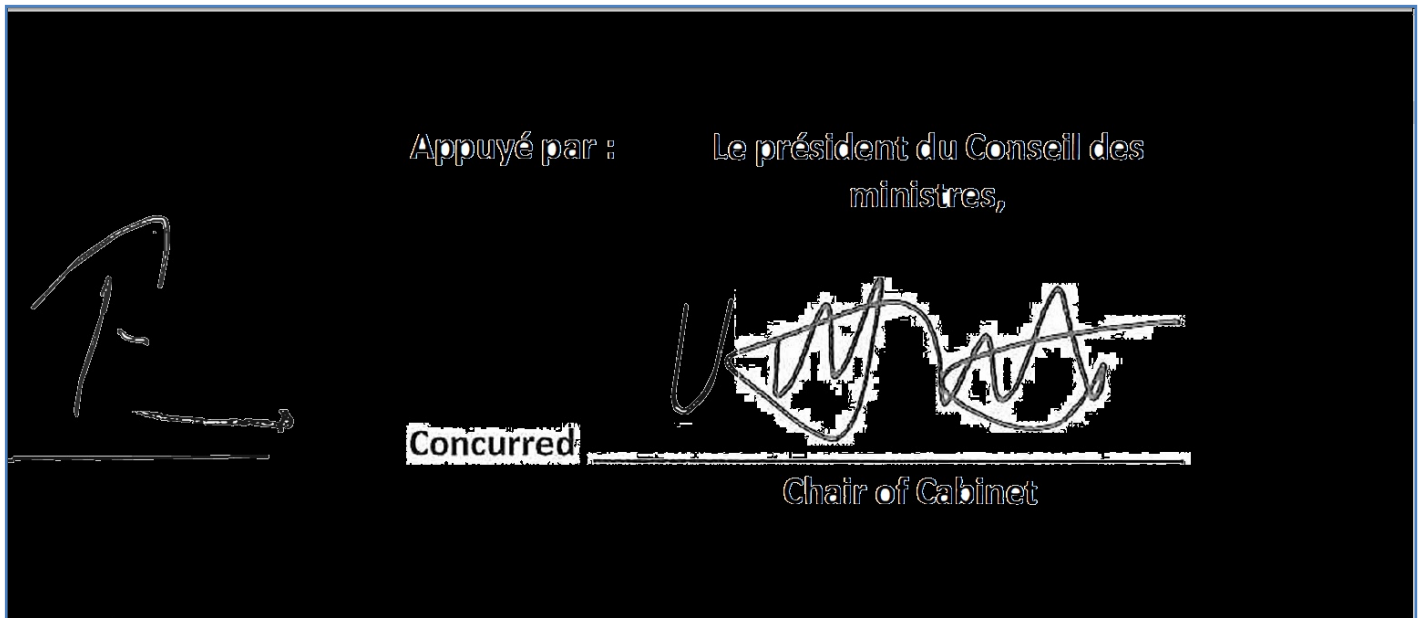 Appuyé par : Le président du Conseil des
ministres,
Concurred
Chair of Cabinet